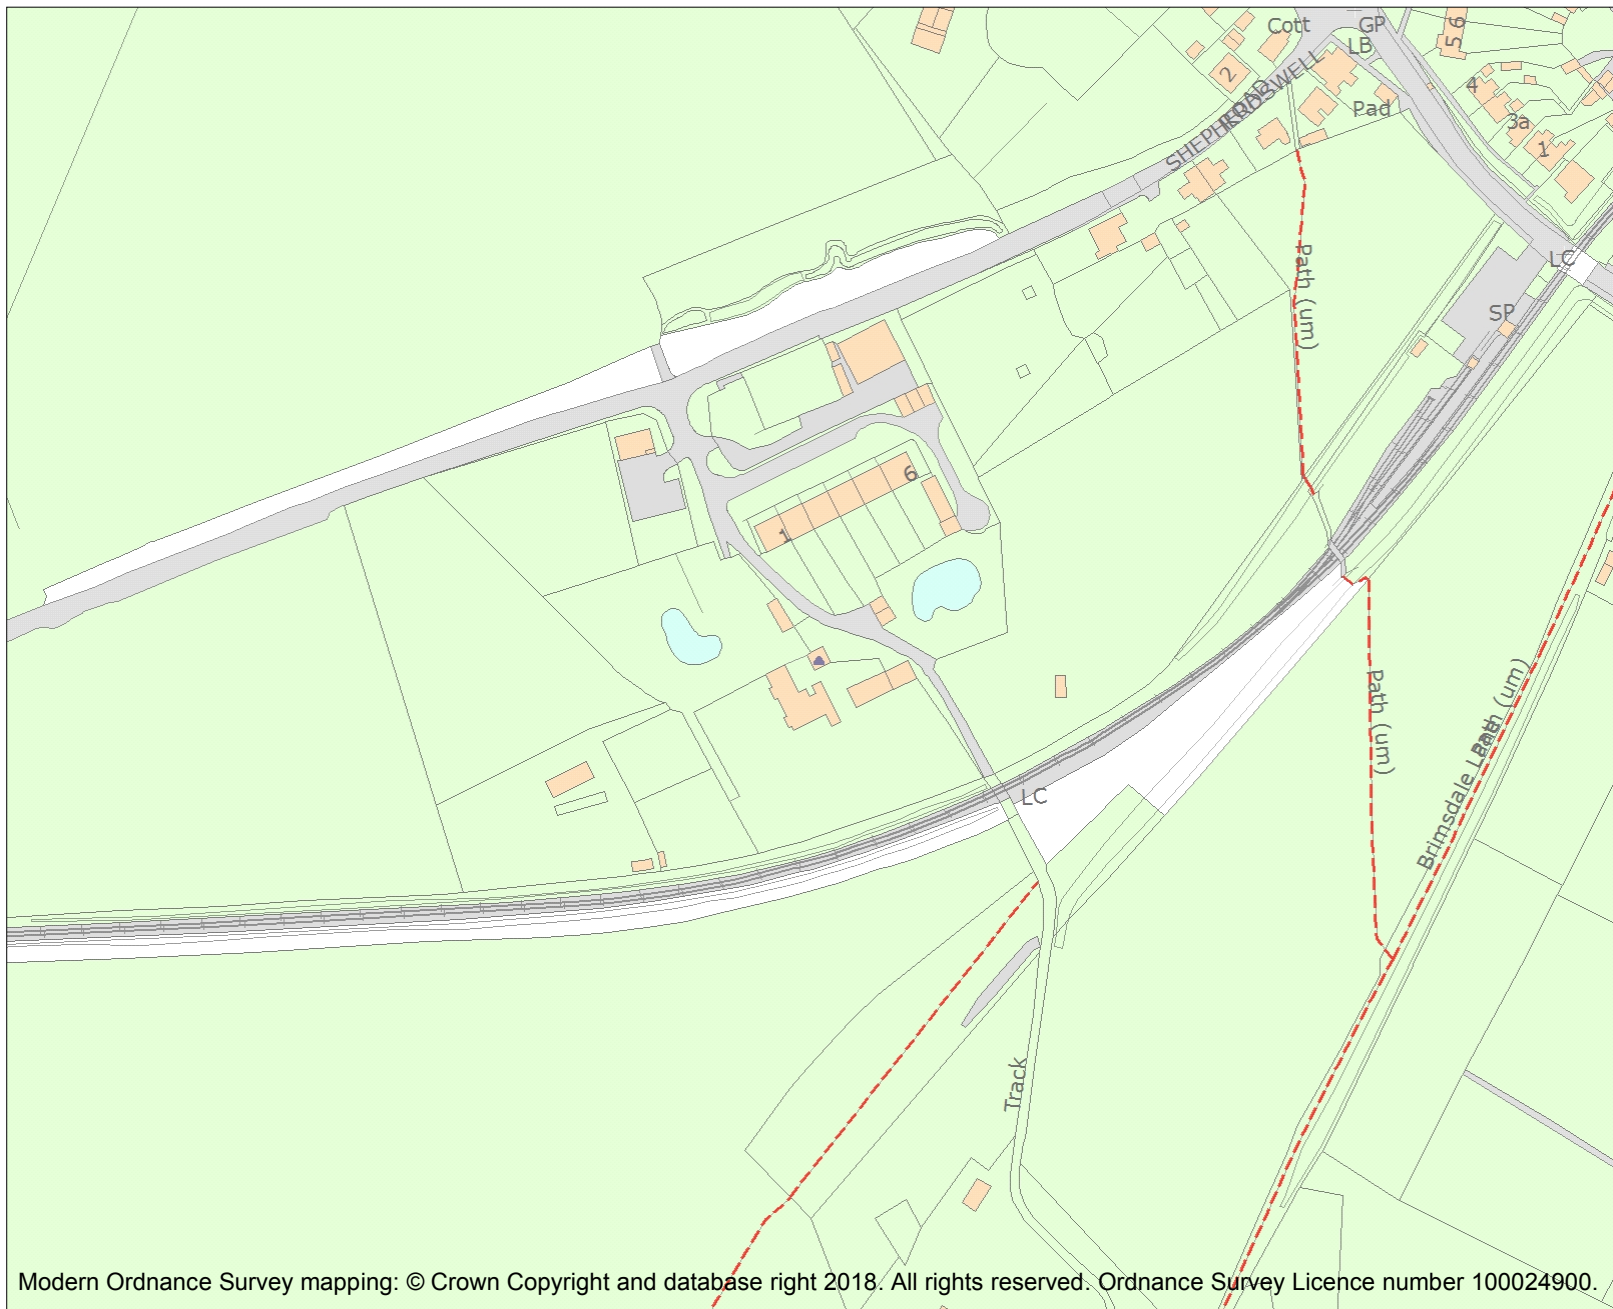 Cott
GP
LB
5 6
2
4
Pad
SHEPHERDSWELL
ROAD
3a
1
LC
Path (um)
SP
6
1
Path (um)
Path (um)
Brimsdale Lane
LC
Track
Modern Ordnance Survey mapping: © Crown Copyright and database right 2018. All rights reserved. Ordnance Survey Licence number 100024900.